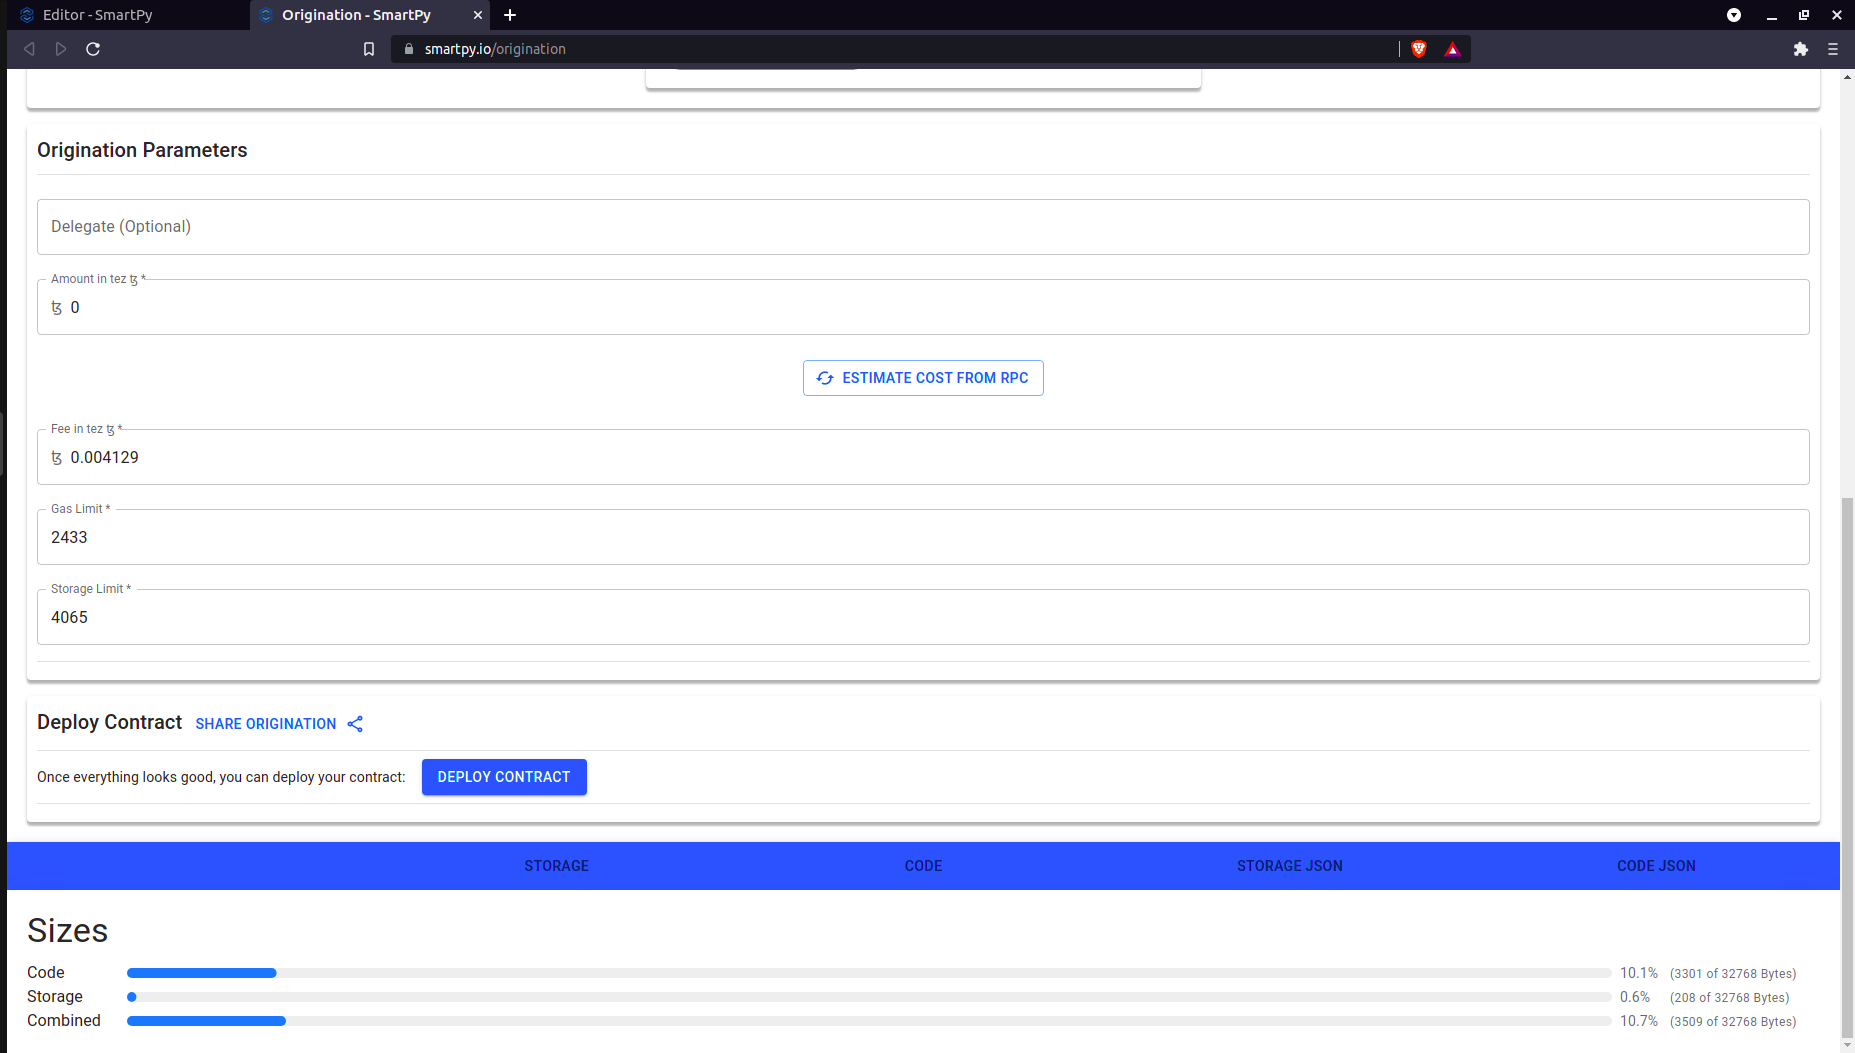 Editor - SmartPy
Origination - SmartPy
smartpy.io/origination
Origination Parameters
Delegate (Optional)
Amount in tez ꜩ *
ꜩ 0
ESTIMATE COST FROM RPC
Fee in tez ꜩ *
ꜩ 0.004129
Gas Limit *
2433
Storage Limit *
4065
Deploy Contract SHARE ORIGINATION
Once everything looks good, you can deploy your contract: DEPLOY CONTRACT
STORAGE CODE STORAGE JSON CODE JSON
Sizes
Code 10.1% (3301 of 32768 Bytes)
Storage 0.6% (208 of 32768 Bytes)
Combined 10.7% (3509 of 32768 Bytes)